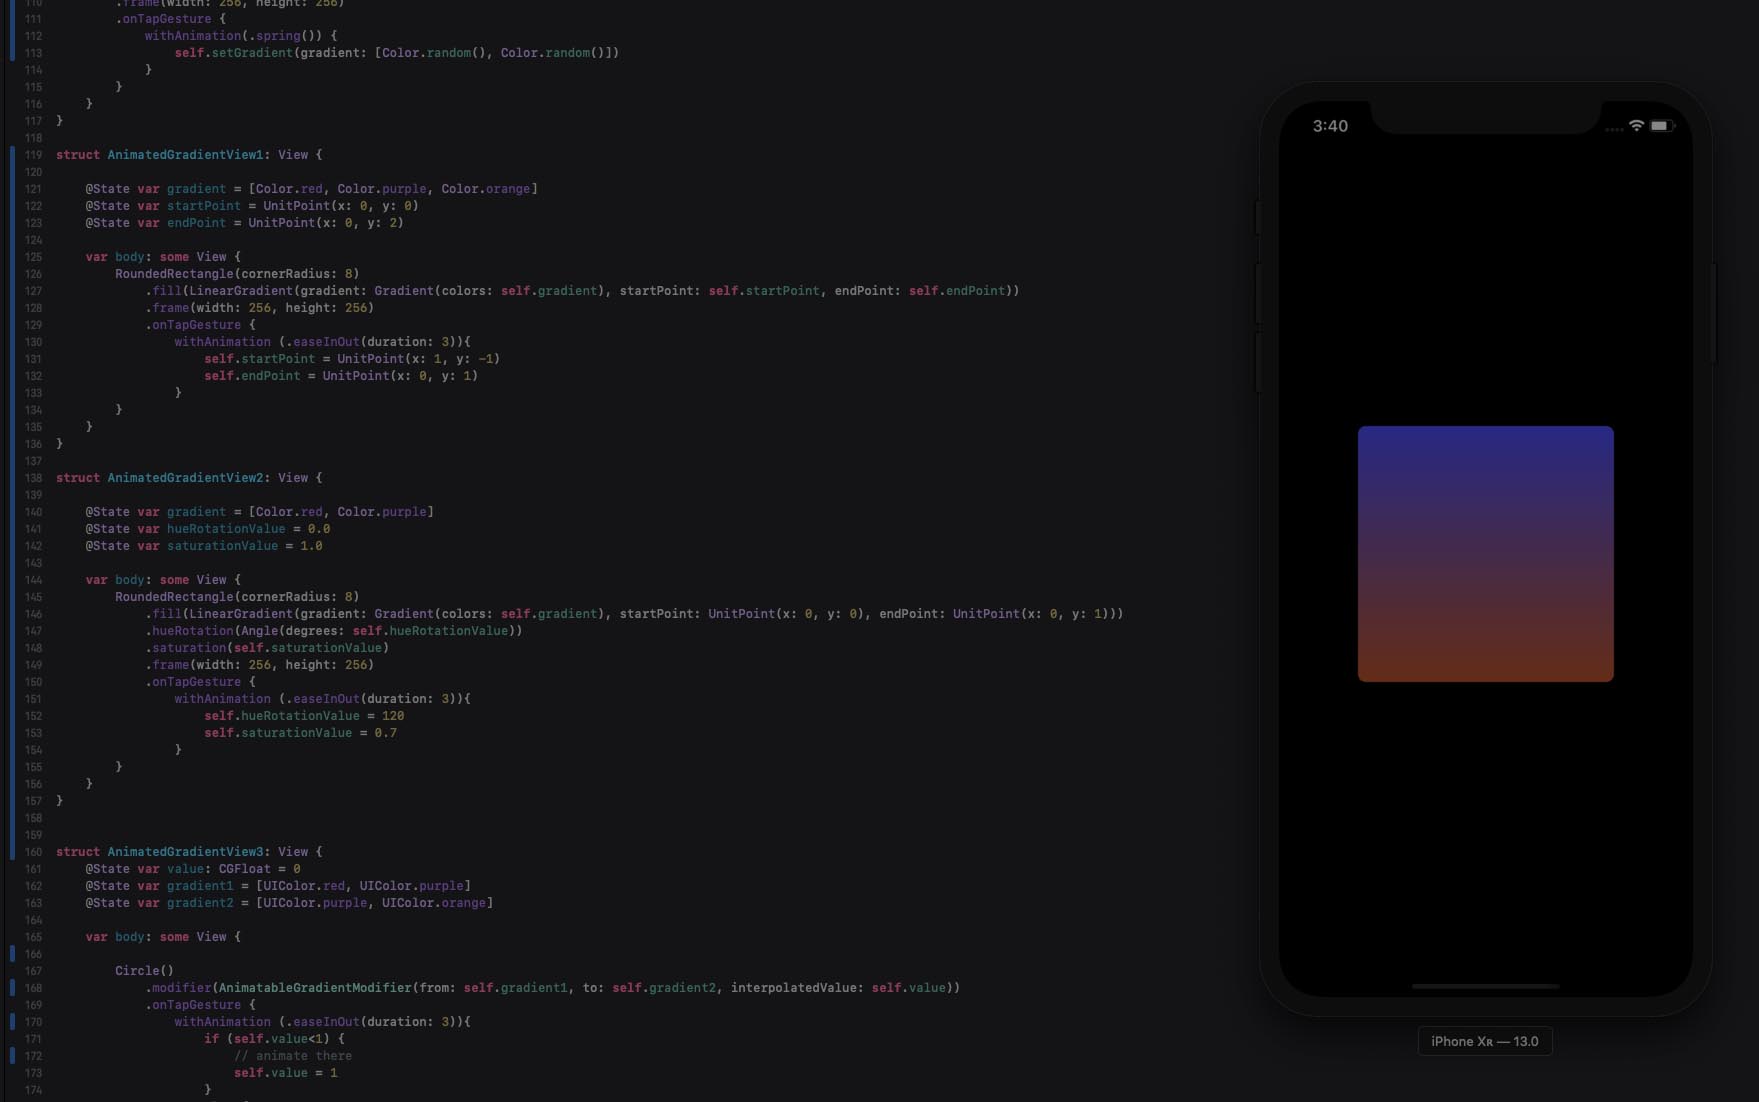 110 .frame(width: 256, height: 256)
111 .onTapGesture {
112 withAnimation(.spring()) {
113 self.setGradient(gradient: [Color.random(), Color.random()])
114 }
115 }
116 }
117 }
118
119 struct AnimatedGradientView1: View {
120
121 @State var gradient = [Color.red, Color.purple, Color.orange]
122 @State var startPoint = UnitPoint(x: 0, y: 0)
123 @State var endPoint = UnitPoint(x: 0, y: 2)
124
125 var body: some View {
126 RoundedRectangle(cornerRadius: 8)
127 .fill(LinearGradient(gradient: Gradient(colors: self.gradient), startPoint: self.startPoint, endPoint: self.endPoint))
128 .frame(width: 256, height: 256)
129 .onTapGesture {
130 withAnimation (.easeInOut(duration: 3)){
131 self.startPoint = UnitPoint(x: 1, y: -1)
132 self.endPoint = UnitPoint(x: 0, y: 1)
133 }
134 }
135 }
136 }
137
138 struct AnimatedGradientView2: View {
139
140 @State var gradient = [Color.red, Color.purple]
141 @State var hueRotationValue = 0.0
142 @State var saturationValue = 1.0
143
144 var body: some View {
145 RoundedRectangle(cornerRadius: 8)
146 .fill(LinearGradient(gradient: Gradient(colors: self.gradient), startPoint: UnitPoint(x: 0, y: 0), endPoint: UnitPoint(x: 0, y: 1)))
147 .hueRotation(Angle(degrees: self.hueRotationValue))
148 .saturation(self.saturationValue)
149 .frame(width: 256, height: 256)
150 .onTapGesture {
151 withAnimation (.easeInOut(duration: 3)){
152 self.hueRotationValue = 120
153 self.saturationValue = 0.7
154 }
155 }
156 }
157 }
158
159
160 struct AnimatedGradientView3: View {
161 @State var value: CGFloat = 0
162 @State var gradient1 = [UIColor.red, UIColor.purple]
163 @State var gradient2 = [UIColor.purple, UIColor.orange]
164
165 var body: some View {
166
167 Circle()
168 .modifier(AnimatableGradientModifier(from: self.gradient1, to: self.gradient2, interpolatedValue: self.value))
169 .onTapGesture {
170 withAnimation (.easeInOut(duration: 3)){
171 if (self.value<1) {
172 // animate there
173 self.value = 1
174 }
3:40
iPhone Xʀ — 13.0